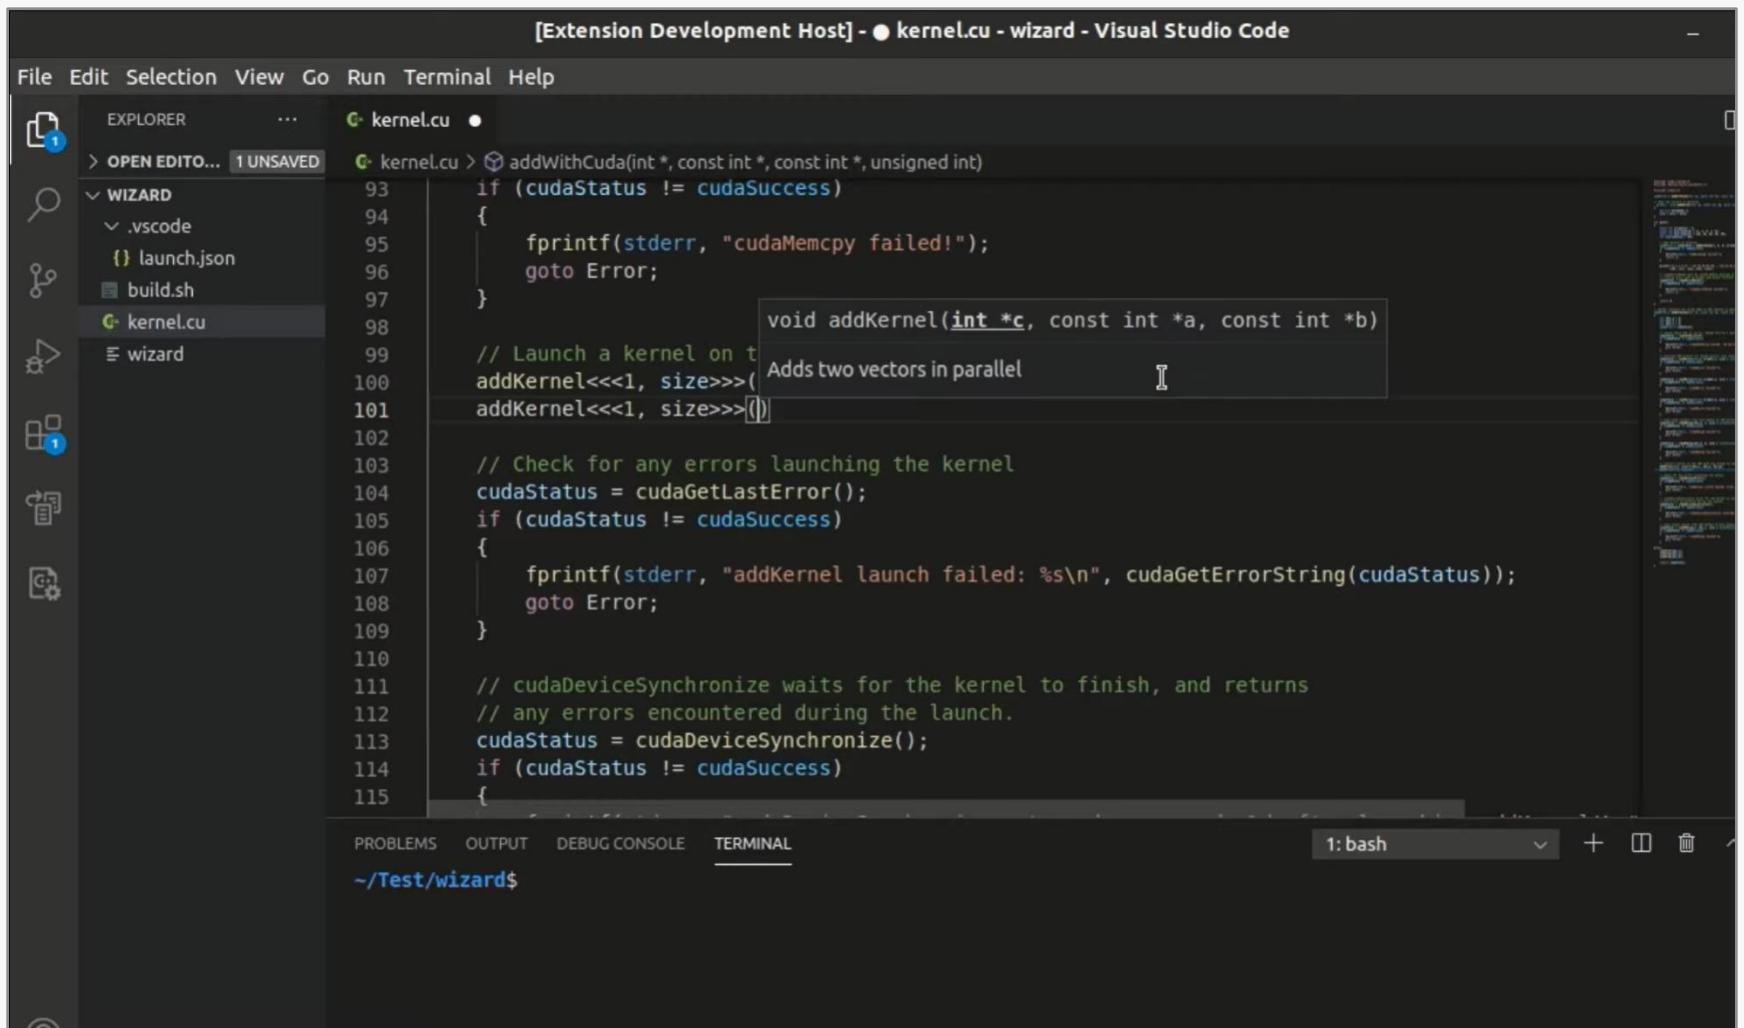 [Extension Development Host] - ● kernel.cu - wizard - Visual Studio Code
File Edit Selection View Go Run Terminal Help
EXPLORER ...
OPEN EDITO... 1 UNSAVED
WIZARD
.vscode
{} launch.json
build.sh
kernel.cu
wizard
1
1
kernel.cu ●
kernel.cu > addWithCuda(int *, const int *, const int *, unsigned int)
93 if (cudaStatus != cudaSuccess)
94 {
95 fprintf(stderr, "cudaMemcpy failed!");
96 goto Error;
97 }
98
99 // Launch a kernel on t
100 addKernel<<<1, size>>>(
101 addKernel<<<1, size>>>()
void addKernel(int *c, const int *a, const int *b)
Adds two vectors in parallel
102
103 // Check for any errors launching the kernel
104 cudaStatus = cudaGetLastError();
105 if (cudaStatus != cudaSuccess)
106 {
107 fprintf(stderr, "addKernel launch failed: %s\n", cudaGetErrorString(cudaStatus));
108 goto Error;
109 }
110
111 // cudaDeviceSynchronize waits for the kernel to finish, and returns
112 // any errors encountered during the launch.
113 cudaStatus = cudaDeviceSynchronize();
114 if (cudaStatus != cudaSuccess)
115 {
PROBLEMS OUTPUT DEBUG CONSOLE TERMINAL 1: bash
~/Test/wizard$